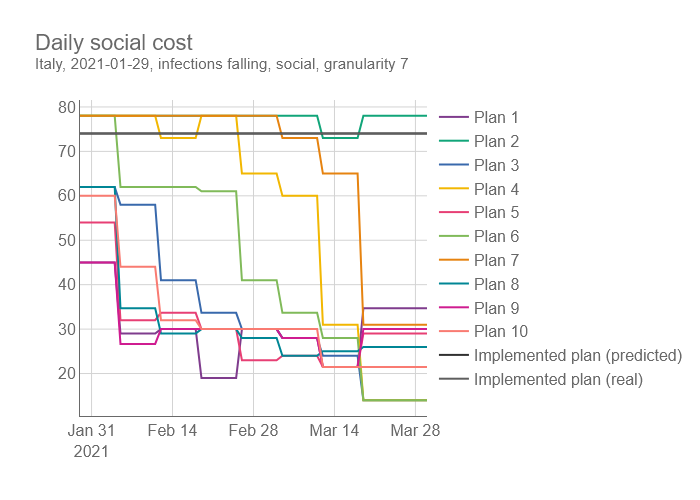 Daily social cost
Italy, 2021-01-29, infections falling, social, granularity 7
80
70
60
50
40
30
20
Jan 31
2021
Feb 14
Feb 28
Mar 14
Mar 28
Plan 1
Plan 2
Plan 3
Plan 4
Plan 5
Plan 6
Plan 7
Plan 8
Plan 9
Plan 10
Implemented plan (predicted)
Implemented plan (real)